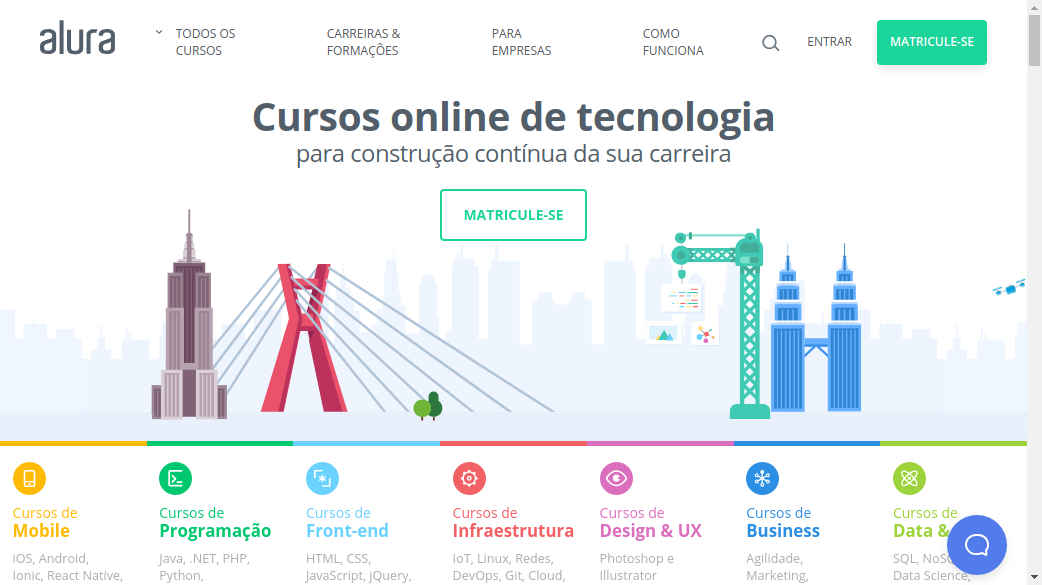 alura
TODOS OS
CURSOS
CARREIRAS &
FORMAÇÕES
PARA
EMPRESAS
COMO
FUNCIONA
ENTRAR
MATRICULE-SE
Cursos online de tecnologia
para construção contínua da sua carreira
MATRICULE-SE
Cursos de
Mobile
iOS, Android,
Ionic, React Native,
Cursos de
Programação
Java, .NET, PHP,
Python,
Cursos de
Front-end
HTML, CSS,
JavaScript, jQuery,
Cursos de
Infraestrutura
IoT, Linux, Redes,
DevOps, Git, Cloud,
Cursos de
Design & UX
Photoshop e
Illustrator
Cursos de
Business
Agilidade,
Marketing,
Cursos de
Data &
SQL,
Data Science,